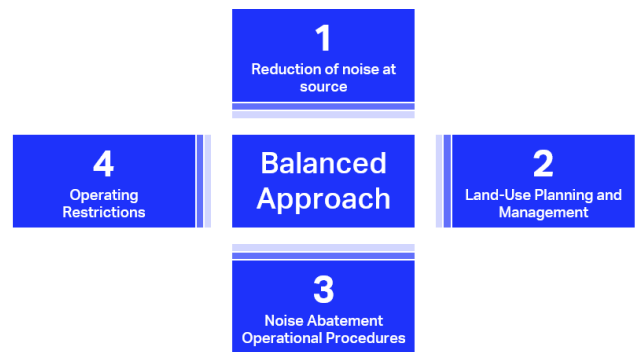 1
Reduction of noise at
source
4
Operating
Restrictions
Balanced
Approach
2
Land-Use Planning and
Management
3
Noise Abatement
Operational Procedures